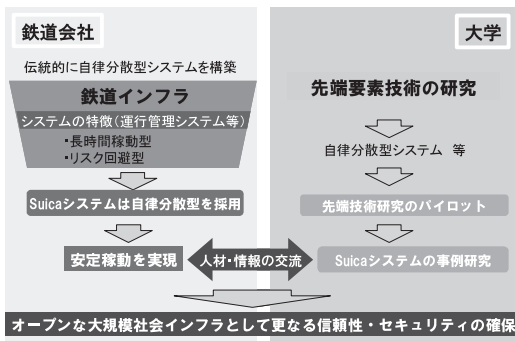 鉄道会社
伝統的に自律分散型システムを構築
鉄道インフラ
システムの特徴(運行管理システム等)
・長時間稼動型
・リスク回避型
Suicaシステムは自律分散型を採用
安定稼動を実現
人材・情報の交流
大学
先端要素技術の研究
自律分散型システム 等
先端技術研究のパイロット
Suicaシステムの事例研究
オープンな大規模社会インフラとして更なる信頼性・セキュリティの確保